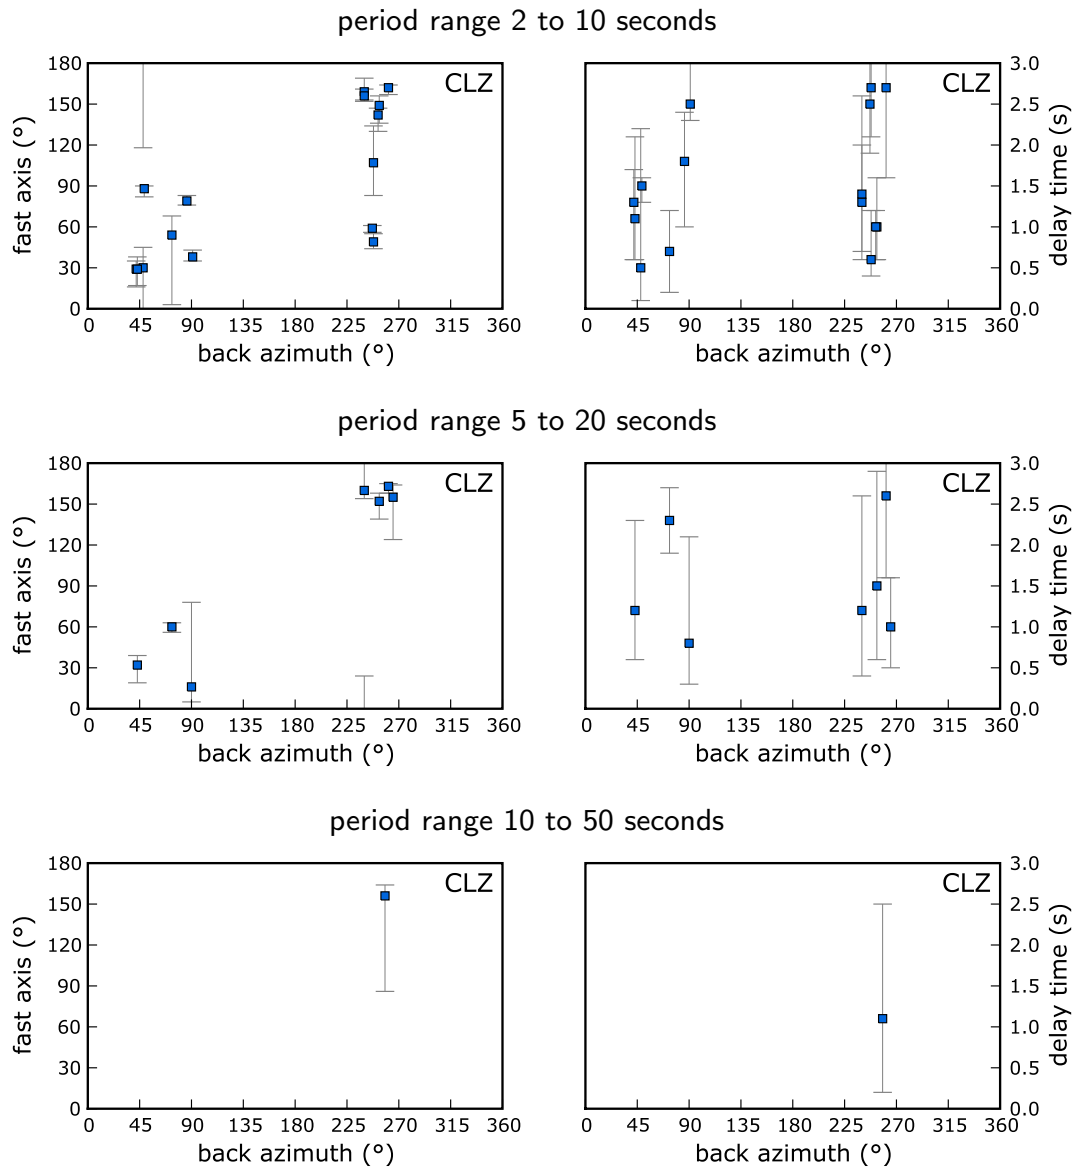 period range 2 to 10 seconds
CLZ
fast axis (°)
180
150
120
90
60
30
0
0 45 90 135 180 225 270 315 360
back azimuth (°)
CLZ
3.0
2.5
2.0
1.5
1.0
0.5
0.0
delay time (s)
0 45 90 135 180 225 270 315 360
back azimuth (°)
period range 5 to 20 seconds
CLZ
fast axis (°)
180
150
120
90
60
30
0
0 45 90 135 180 225 270 315 360
back azimuth (°)
CLZ
3.0
2.5
2.0
1.5
1.0
0.5
0.0
delay time (s)
0 45 90 135 180 225 270 315 360
back azimuth (°)
period range 10 to 50 seconds
CLZ
fast axis (°)
180
150
120
90
60
30
0
0 45 90 135 180 225 270 315 360
back azimuth (°)
CLZ
3.0
2.5
2.0
1.5
1.0
0.5
0.0
delay time (s)
0 45 90 135 180 225 270 315 360
back azimuth (°)